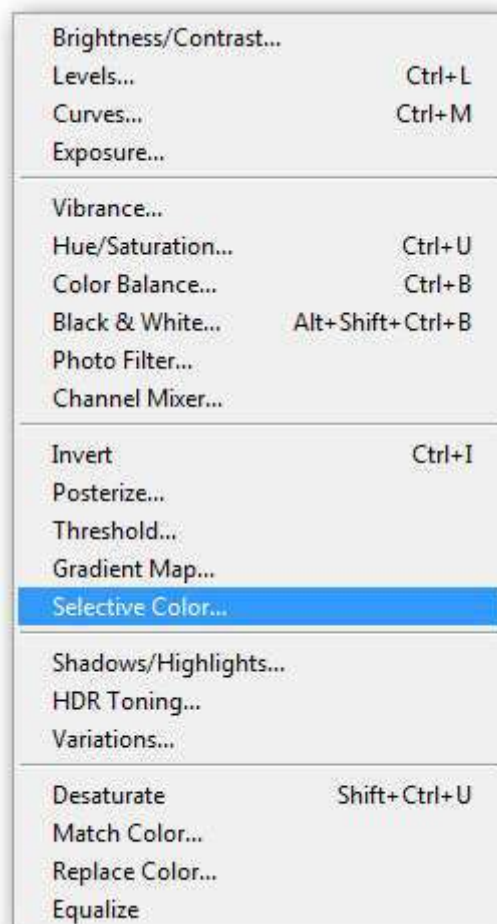 Brightness/Contrast...
Levels... Ctrl+L
Curves... Ctrl+M
Exposure...
Vibrance...
Hue/Saturation... Ctrl+U
Color Balance... Ctrl+B
Black & White... Alt+Shift+Ctrl+B
Photo Filter...
Channel Mixer...
Invert Ctrl+I
Posterize...
Threshold...
Gradient Map...
Selective Color...
Shadows/Highlights...
HDR Toning...
Variations...
Desaturate Shift+Ctrl+U
Match Color...
Replace Color...
Equalize